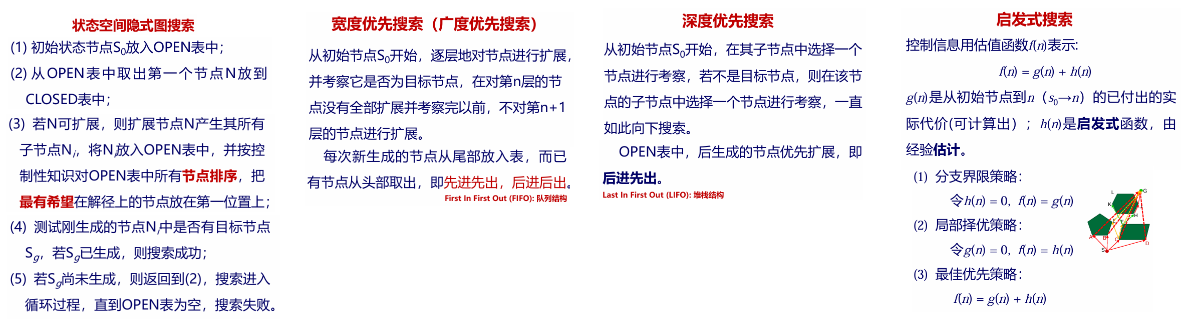 状态空间隐式图搜索
(1) 初始状态节点S0放入OPEN表中；
(2) 从OPEN表中取出第一个节点N放到
CLOSED表中；
(3) 若N可扩展，则扩展节点N产生其所有
子节点Ni，将Ni放入OPEN表中，并按控
制性知识对OPEN表中所有节点排序，把
最有希望在解径上的节点放在第一位置上；
(4) 测试刚生成的节点Ni中是否有目标节点
Sg，若Sg已生成，则搜索成功；
(5) 若Sg尚未生成，则返回到(2)，搜索进入
循环过程，直到OPEN表为空，搜索失败。
宽度优先搜索（广度优先搜索）
从初始节点S0开始，逐层地对节点进行扩展，
并考察它是否为目标节点，在对第n层的节
点没有全部扩展并考察完以前，不对第n+1
层的节点进行扩展。
每次新生成的节点从尾部放入表，而已
有节点从头部取出，即先进先出，后进后出。
First In First Out (FIFO): 队列结构
深度优先搜索
从初始节点S0开始，在其子节点中选择一个
节点进行考察，若不是目标节点，则在该节
点的子节点中选择一个节点进行考察，一直
如此向下搜索。
OPEN表中，后生成的节点优先扩展，即
后进先出。
Last In First Out (LIFO): 堆栈结构
启发式搜索
控制信息用估值函数f(n)表示:
f(n) = g(n) + h(n)
g(n)是从初始节点到n（s0→n）的已付出的实
际代价(可计算出）；h(n)是启发式函数，由
经验估计。
(1) 分支界限策略：
令h(n) = 0, f(n) = g(n)
(2) 局部择优策略：
令g(n) = 0, f(n) = h(n)
(3) 最佳优先策略：
f(n) = g(n) + h(n)